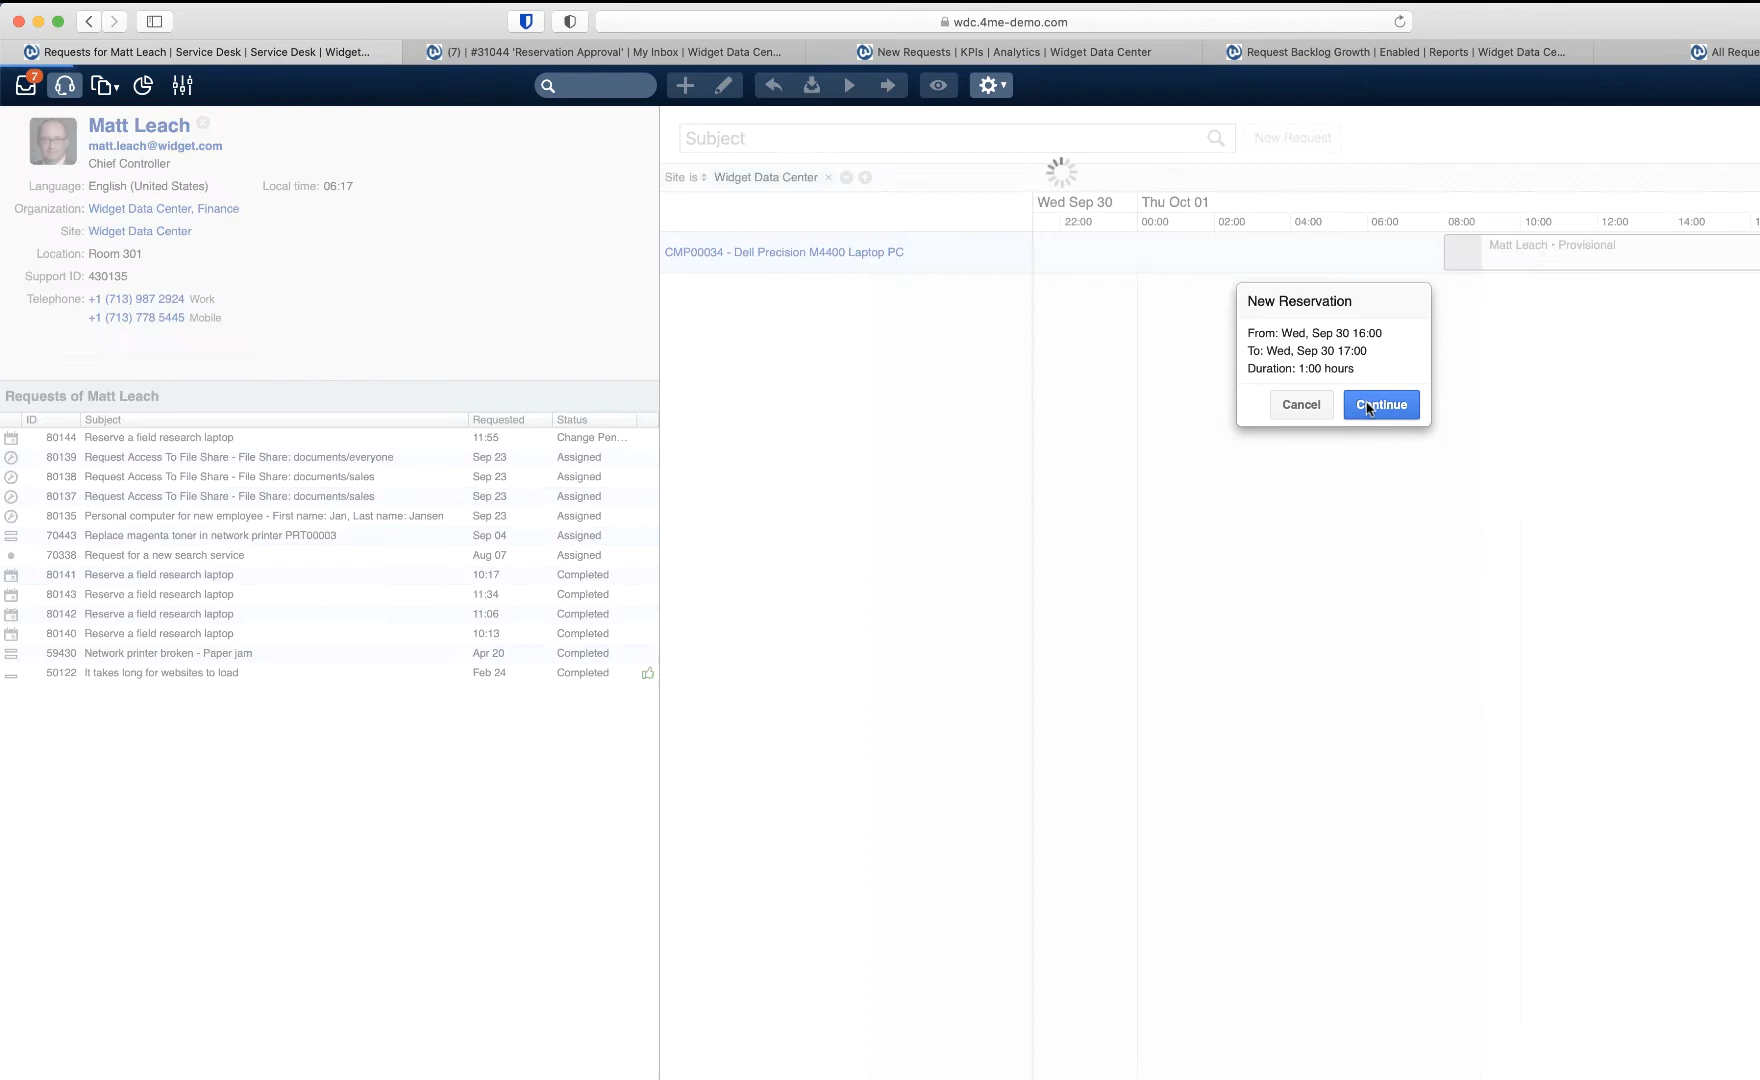 wdc.4me-demo.com
Requests for Matt Leach | Service Desk | Service Desk | Widget...
(7) | #31044 'Reservation Approval' | My Inbox | Widget Data Cen...
New Requests | KPIs | Analytics | Widget Data Center
Request Backlog Growth | Enabled | Reports | Widget Data Ce...
All Reque
7
Matt Leach
matt.leach@widget.com
Chief Controller
Language: English (United States) Local time: 06:17
Organization: Widget Data Center, Finance
Site: Widget Data Center
Location: Room 301
Support ID: 430135
Telephone: +1 (713) 987 2924 Work
+1 (713) 778 5445 Mobile
Requests of Matt Leach
ID Subject Requested Status
80144 Reserve a field research laptop 11:55 Change Pen...
80139 Request Access To File Share - File Share: documents/everyone Sep 23 Assigned
80138 Request Access To File Share - File Share: documents/sales Sep 23 Assigned
80137 Request Access To File Share - File Share: documents/sales Sep 23 Assigned
80135 Personal computer for new employee - First name: Jan, Last name: Jansen Sep 23 Assigned
70443 Replace magenta toner in network printer PRT00003 Sep 04 Assigned
70338 Request for a new search service Aug 07 Assigned
80141 Reserve a field research laptop 10:17 Completed
80143 Reserve a field research laptop 11:34 Completed
80142 Reserve a field research laptop 11:06 Completed
80140 Reserve a field research laptop 10:13 Completed
59430 Network printer broken - Paper jam Apr 20 Completed
50122 It takes long for websites to load Feb 24 Completed
Subject New Request
Site is Widget Data Center
Wed Sep 30 Thu Oct 01
22:00 00:00 02:00 04:00 06:00 08:00 10:00 12:00 14:00 1
CMP00034 - Dell Precision M4400 Laptop PC
Matt Leach • Provisional
New Reservation
From: Wed, Sep 30 16:00
To: Wed, Sep 30 17:00
Duration: 1:00 hours
Cancel Continue